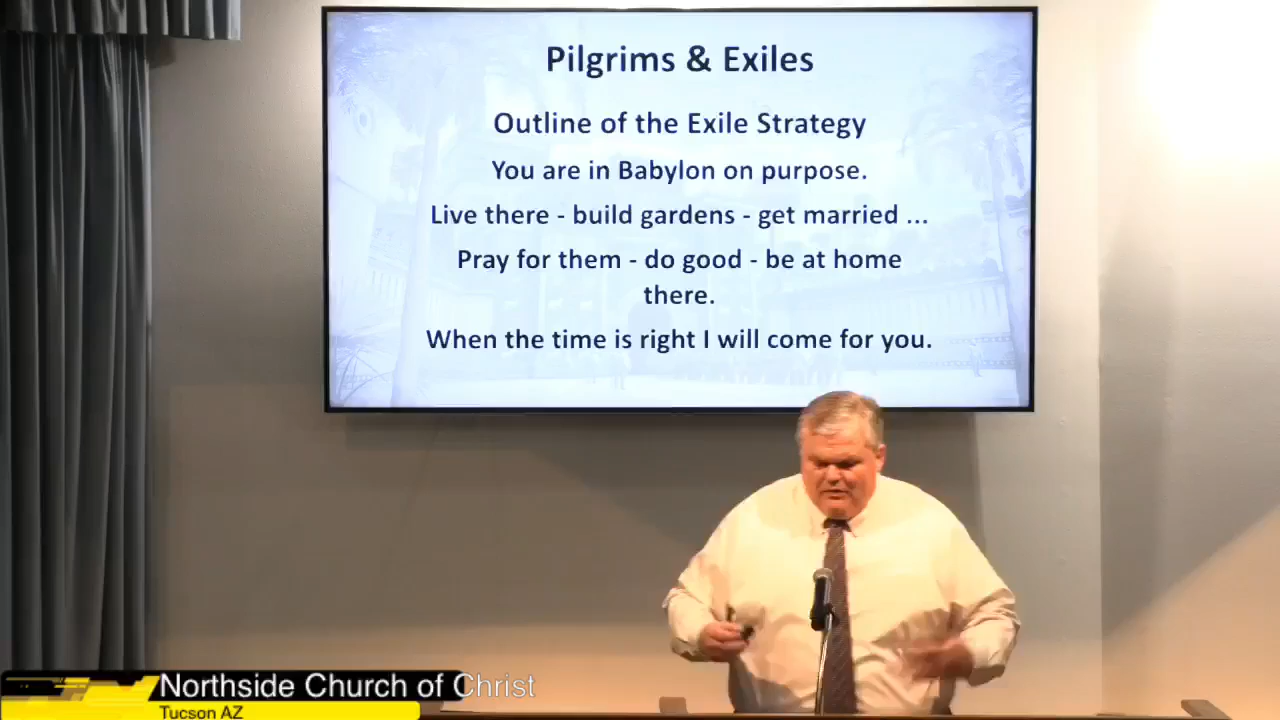 Pilgrims & Exiles
Outline of the Exile Strategy
You are in Babylon on purpose.
Live there - build gardens - get married ...
Pray for them - do good - be at home
there.
When the time is right I will come for you.
Northside Church of Christ
Tucson AZ